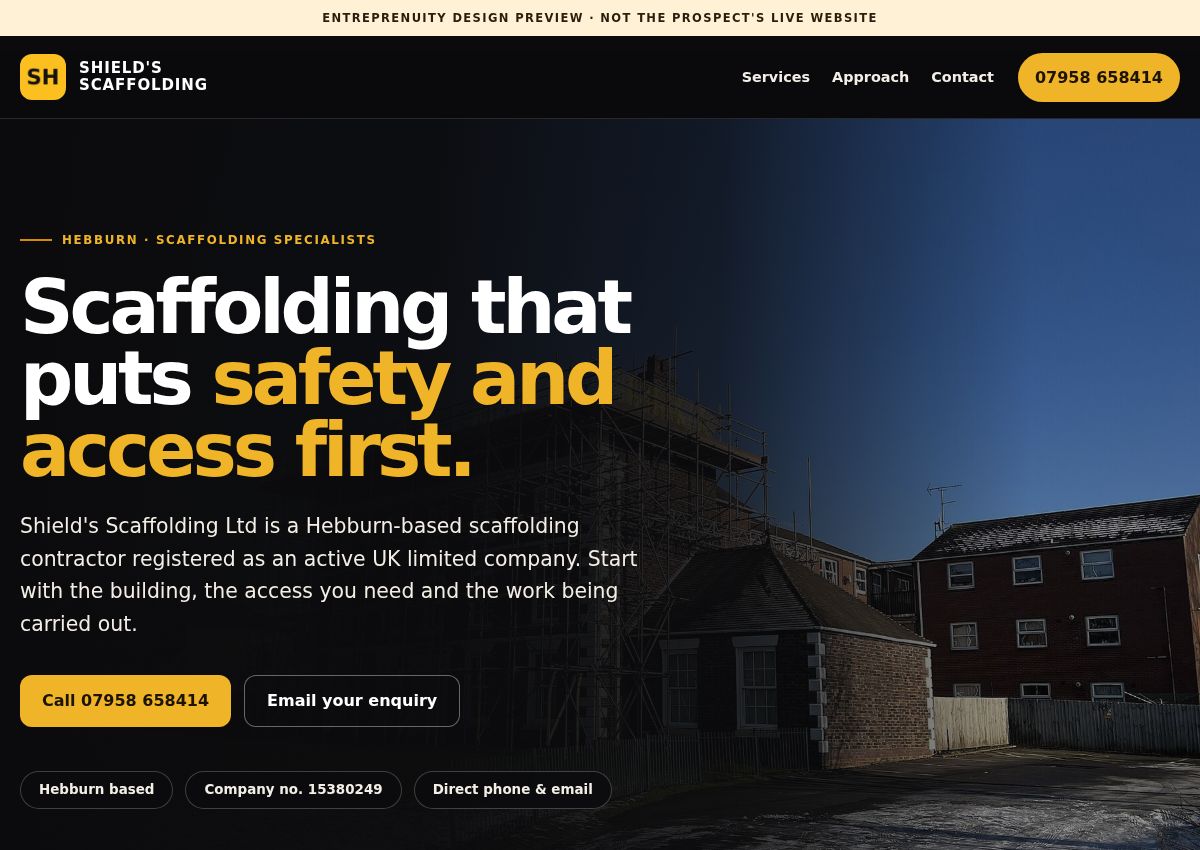 ENTREPRENUITY DESIGN PREVIEW · NOT THE PROSPECT'S LIVE WEBSITE
SH
SHIELD'S
SCAFFOLDING
Services
Approach
Contact
07958 658414
HEBBURN · SCAFFOLDING SPECIALISTS
Scaffolding that
puts safety and
access first.
Shield's Scaffolding Ltd is a Hebburn-based scaffolding
contractor registered as an active UK limited company. Start
with the building, the access you need and the work being
carried out.
Call 07958 658414
Email your enquiry
Hebburn based
Company no. 15380249
Direct phone & email